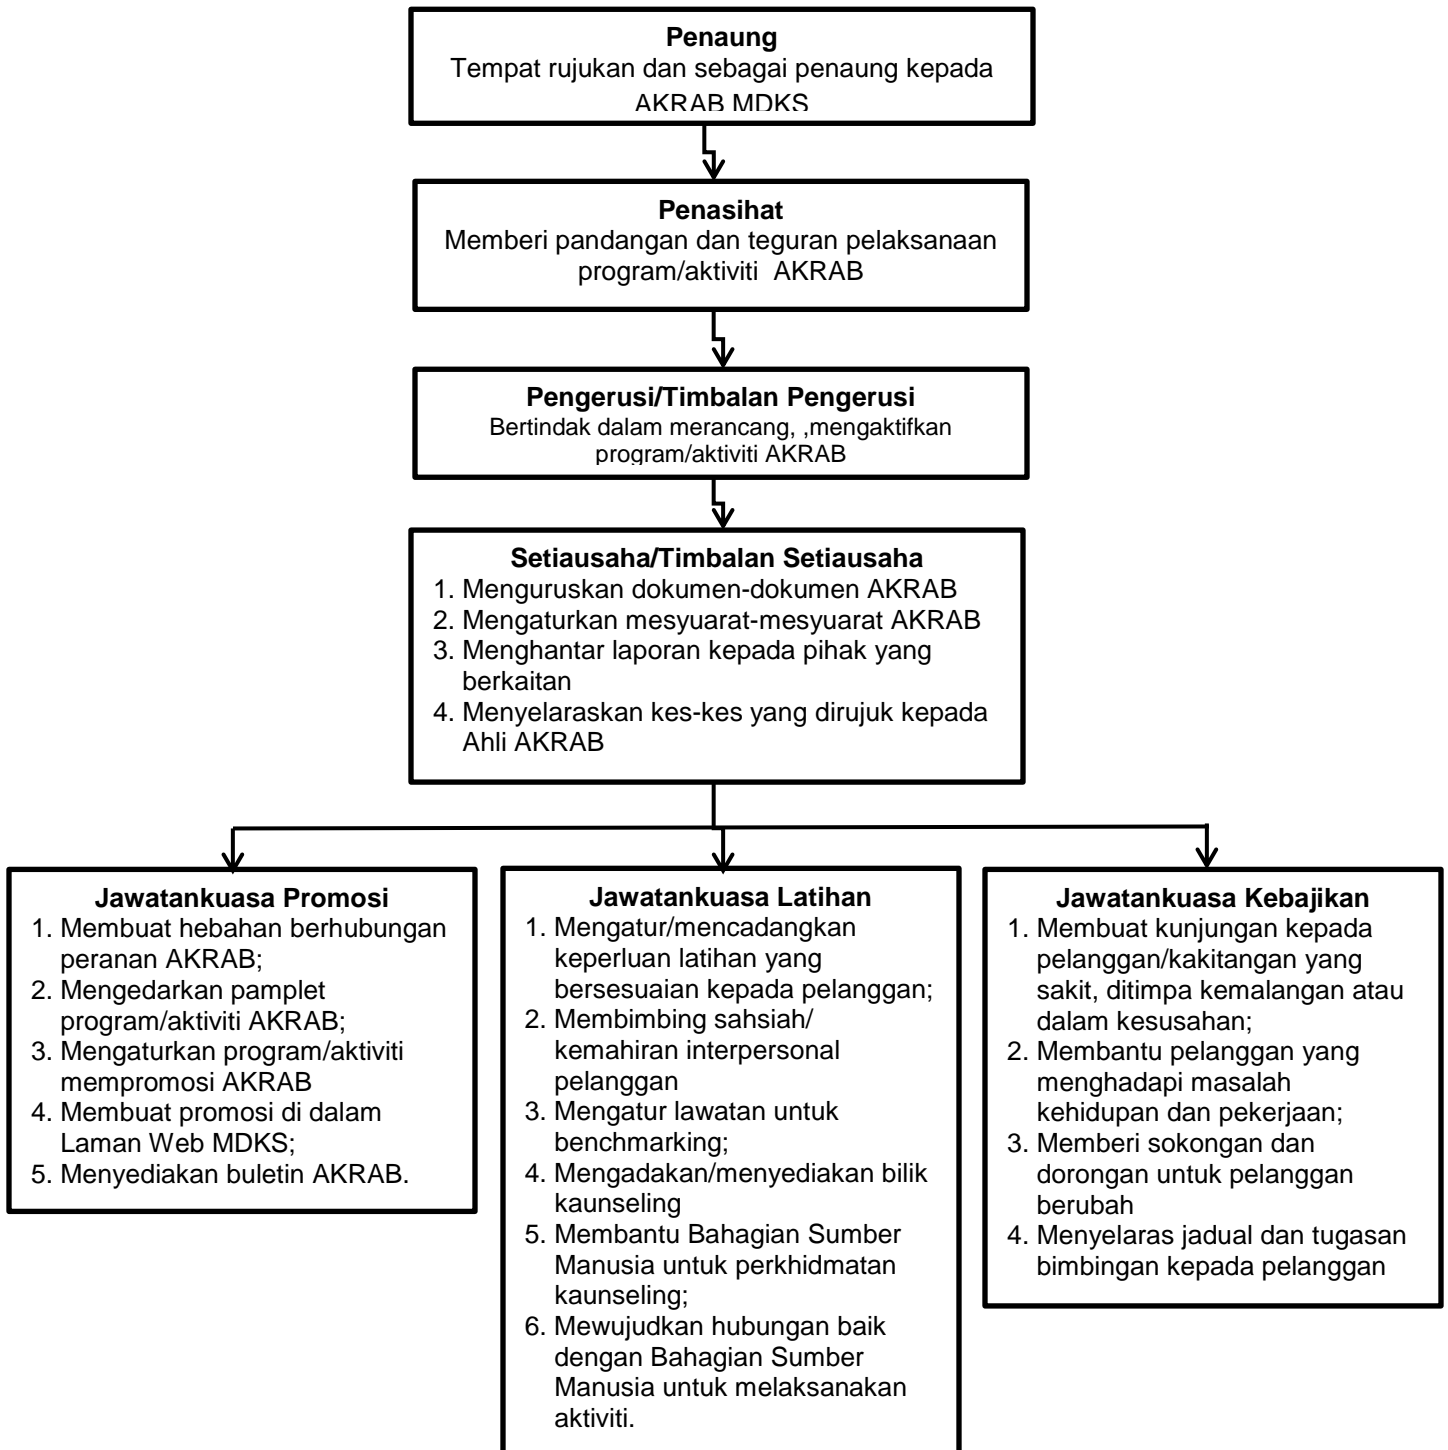 Penaung
Tempat rujukan dan sebagai penaung kepada
AKRAB MDKS
Penasihat
Memberi pandangan dan teguran pelaksanaan
program/aktiviti  AKRAB
Pengerusi/Timbalan Pengerusi
Bertindak dalam merancang, ,mengaktifkan
program/aktiviti AKRAB
Setiausaha/Timbalan Setiausaha
1. Menguruskan dokumen-dokumen AKRAB
2. Mengaturkan mesyuarat-mesyuarat AKRAB
3. Menghantar laporan kepada pihak yang
berkaitan
4. Menyelaraskan kes-kes yang dirujuk kepada
Ahli AKRAB
Jawatankuasa Promosi
1. Membuat hebahan berhubungan
peranan AKRAB;
2. Mengedarkan pamplet
program/aktiviti AKRAB;
3. Mengaturkan program/aktiviti
mempromosi AKRAB
4. Membuat promosi di dalam
Laman Web MDKS;
5. Menyediakan buletin AKRAB.
Jawatankuasa Latihan
1. Mengatur/mencadangkan
keperluan latihan yang
bersesuaian kepada pelanggan;
2. Membimbing sahsiah/
kemahiran interpersonal
pelanggan
3. Mengatur lawatan untuk
benchmarking;
4. Mengadakan/menyediakan bilik
kaunseling
5. Membantu Bahagian Sumber
Manusia untuk perkhidmatan
kaunseling;
6. Mewujudkan hubungan baik
dengan Bahagian Sumber
Manusia untuk melaksanakan
aktiviti.
Jawatankuasa Kebajikan
1. Membuat kunjungan kepada
pelanggan/kakitangan yang
sakit, ditimpa kemalangan atau
dalam kesusahan;
2. Membantu pelanggan yang
menghadapi masalah
kehidupan dan pekerjaan;
3. Memberi sokongan dan
dorongan untuk pelanggan
berubah
4. Menyelaras jadual dan tugasan
bimbingan kepada pelanggan